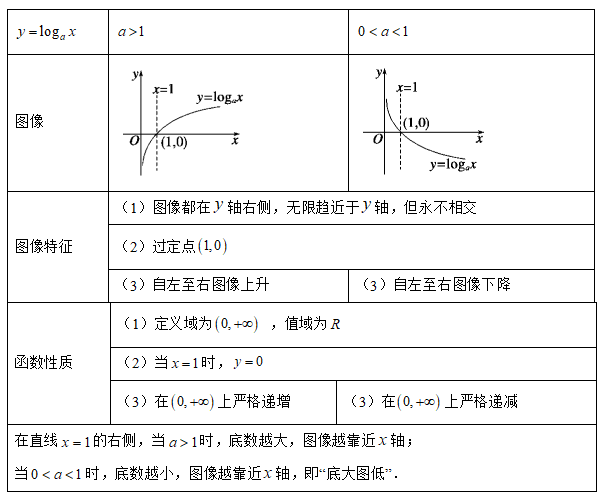 y = logₐ x a > 1 0 < a < 1
图像
y x=1 y=logₐx O (1,0) x
y x=1 (1,0) O x y=logₐx
图像特征
（1）图像都在 y 轴右侧，无限趋近于 y 轴，但永不相交
（2）过定点 (1,0)
（3）自左至右图像上升 （3）自左至右图像下降
函数性质
（1）定义域为 (0,+∞) ，值域为 R
（2）当 x=1 时，y=0
（3）在 (0,+∞) 上严格递增 （3）在 (0,+∞) 上严格递减
在直线 x=1 的右侧，当 a>1 时，底数越大，图像越靠近 x 轴；
当 0<a<1 时，底数越小，图像越靠近 x 轴，即“底大图低”．